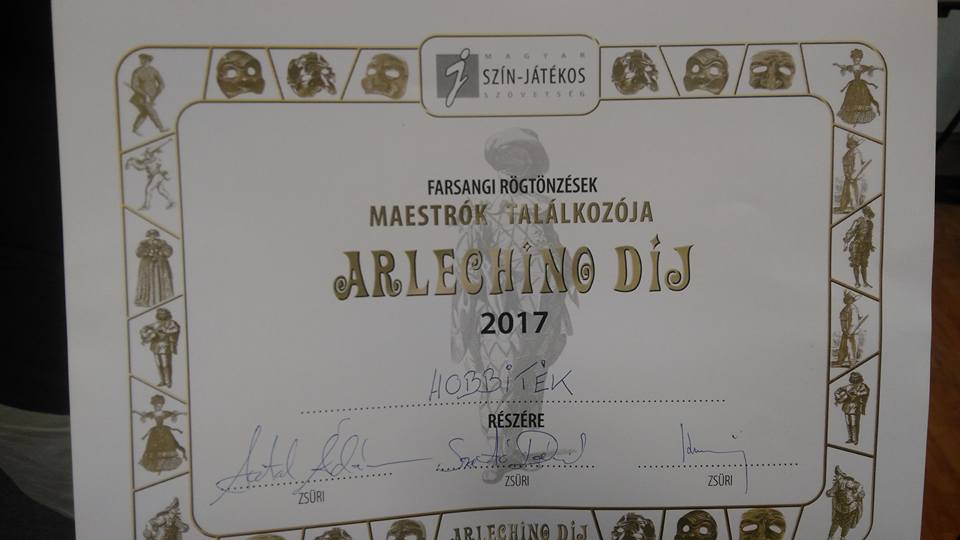 MAGYAR
SZÍN-JÁTÉKOS
SZÖVETSÉG
FARSANGI RÖGTÖNZÉSEK
MAESTRÓK TALÁLKOZÓJA
ARLECHINO DÍJ
2017
HOBBITÉK
RÉSZÉRE
ZSŰRI ZSŰRI ZSŰRI
ARLECHINO DÍJ